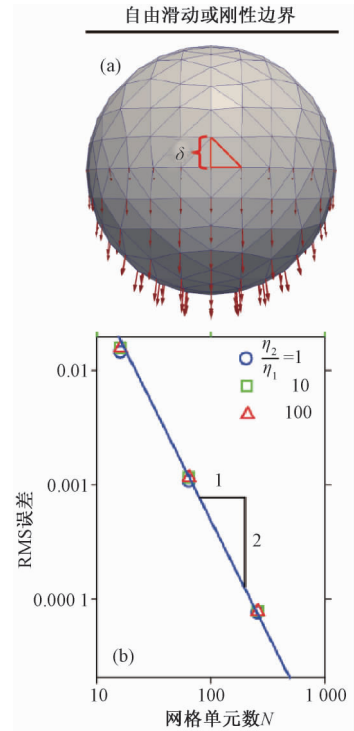 自由滑动或刚性边界
(a)
δ
η₂/η₁ =1
10
100
0.01
0.001
0.000 1
1
2
RMS误差
(b)
10 100 1 000
网格单元数N